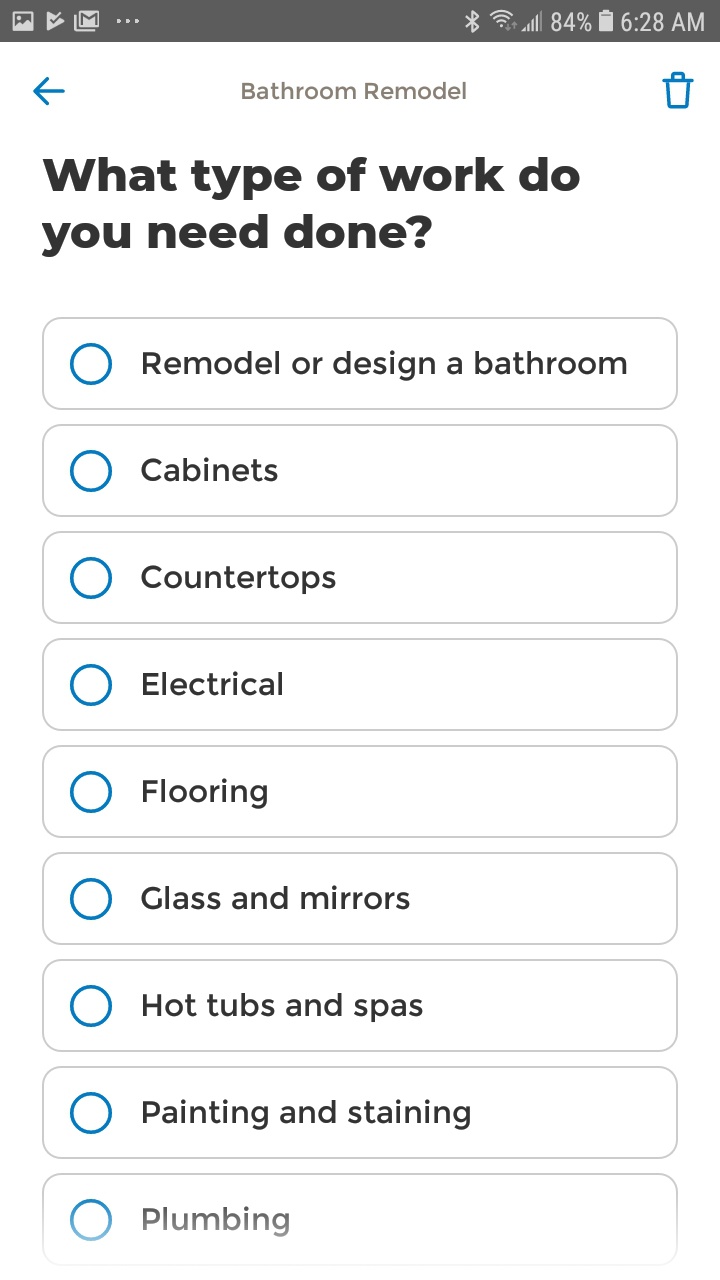 84% 6:28 AM
Bathroom Remodel
What type of work do
you need done?
Remodel or design a bathroom
Cabinets
Countertops
Electrical
Flooring
Glass and mirrors
Hot tubs and spas
Painting and staining
Plumbing